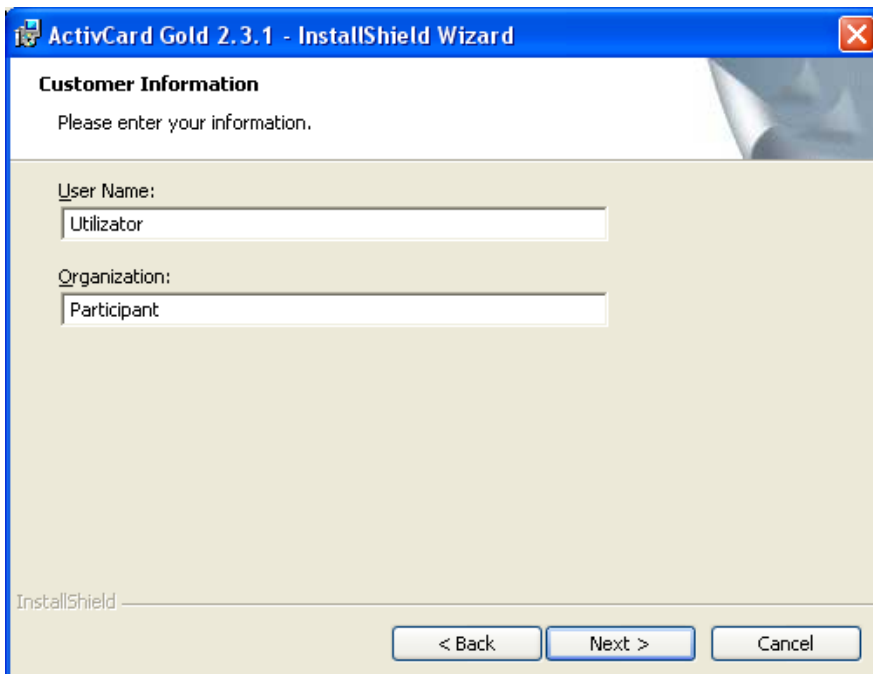 ActivCard Gold 2.3.1 - InstallShield Wizard
Customer Information
Please enter your information.
User Name:
Utilizator
Organization:
Participant
InstallShield
< Back Next > Cancel